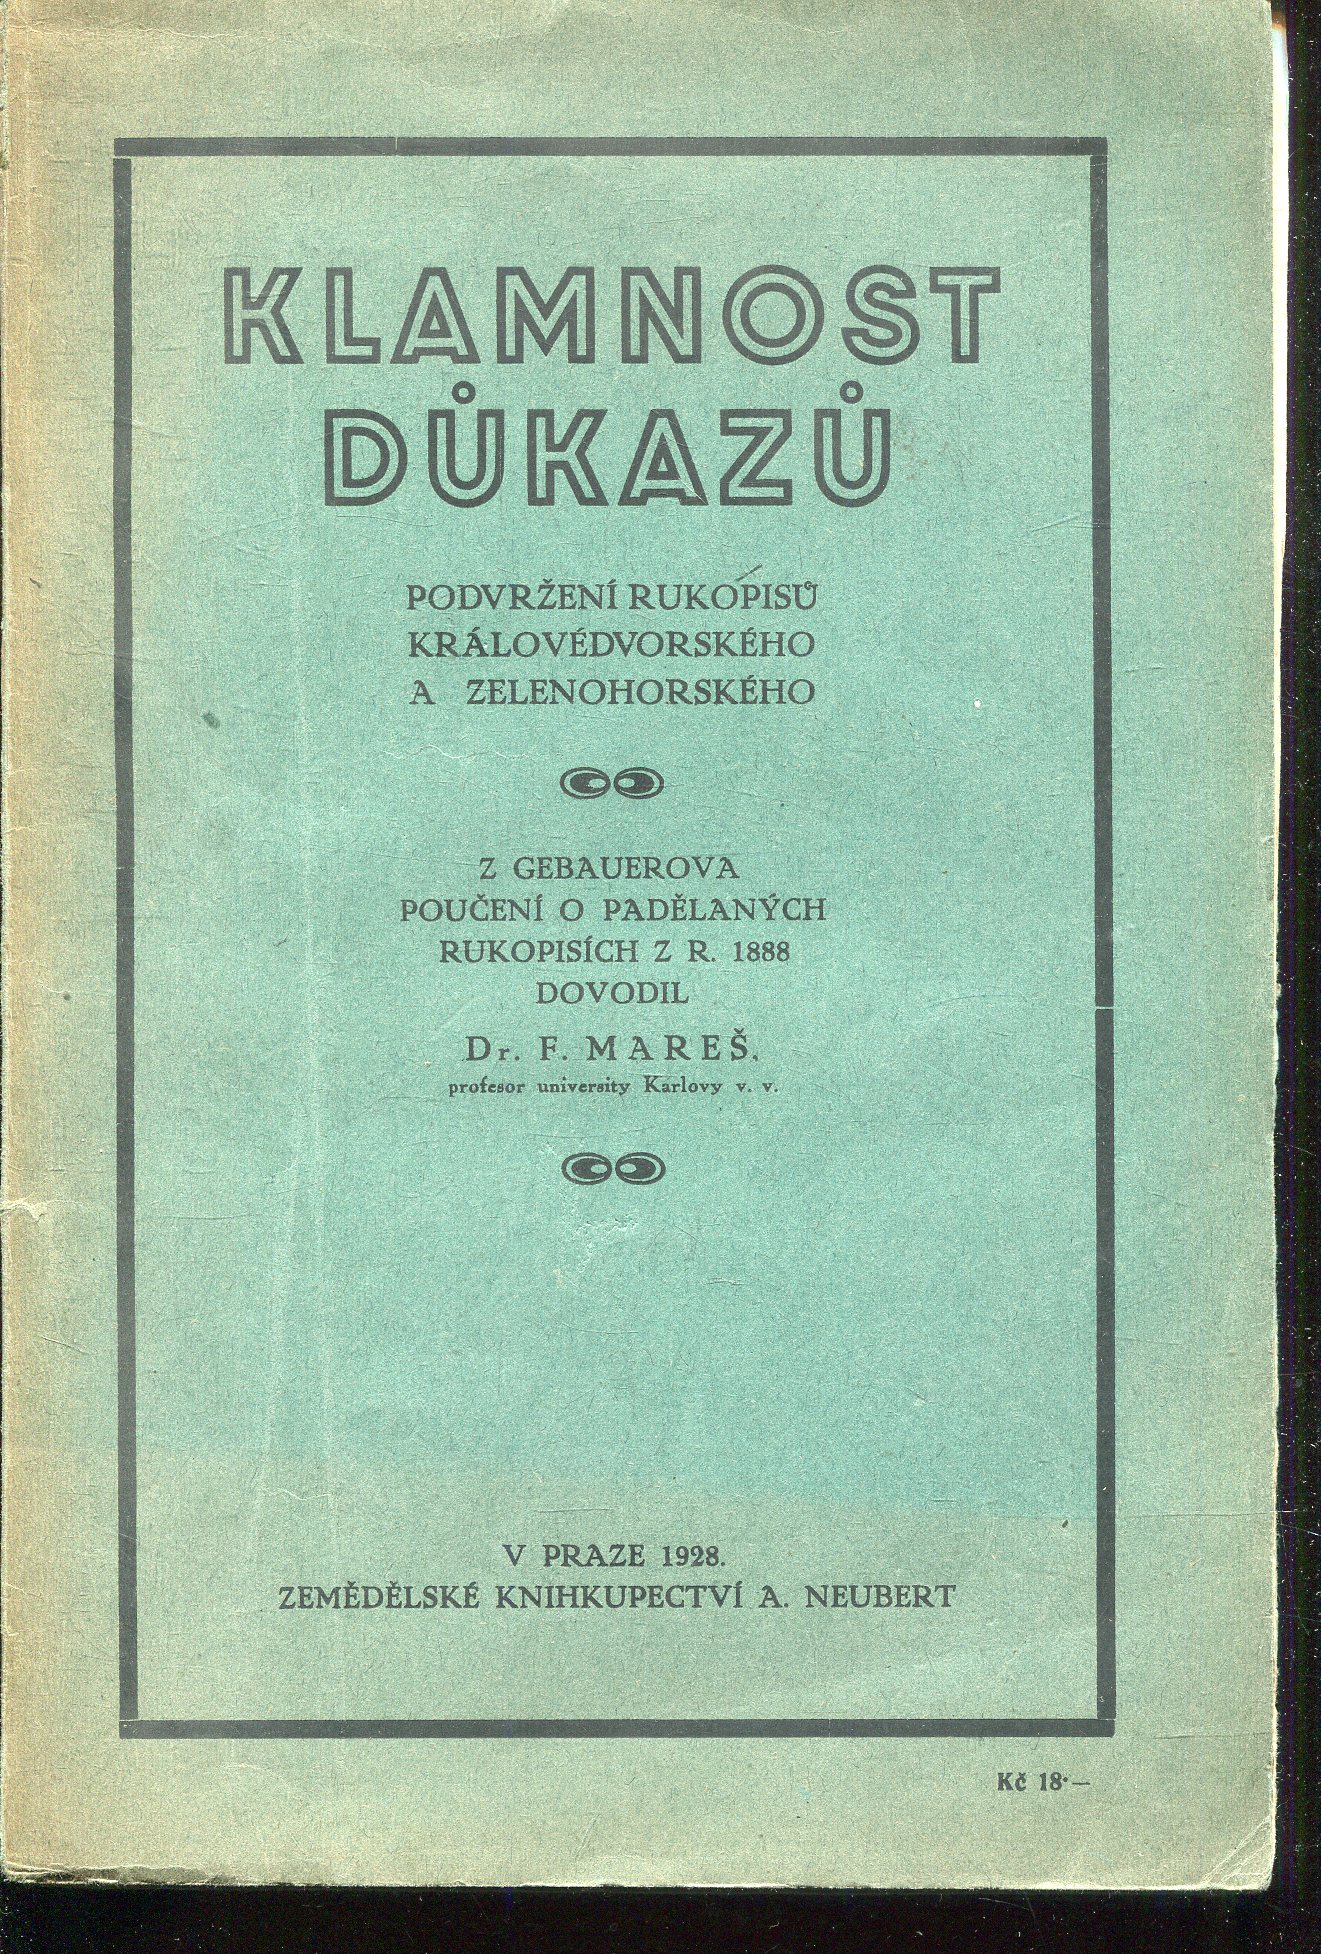 KLAMNOST
DŮKAZŮ
PODVRŽENÍ RUKOPISŮ
KRÁLOVÉDVORSKÉHO
A ZELENOHORSKÉHO
Z GEBAUEROVA
POUČENÍ O PADĚLANÝCH
RUKOPISÍCH Z R. 1888
DOVODIL
Dr. F. MAREŠ,
profesor university Karlovy v. v.
V PRAZE 1928.
ZEMĚDĚLSKÉ KNIHKUPECTVÍ A. NEUBERT
Kč 18·—